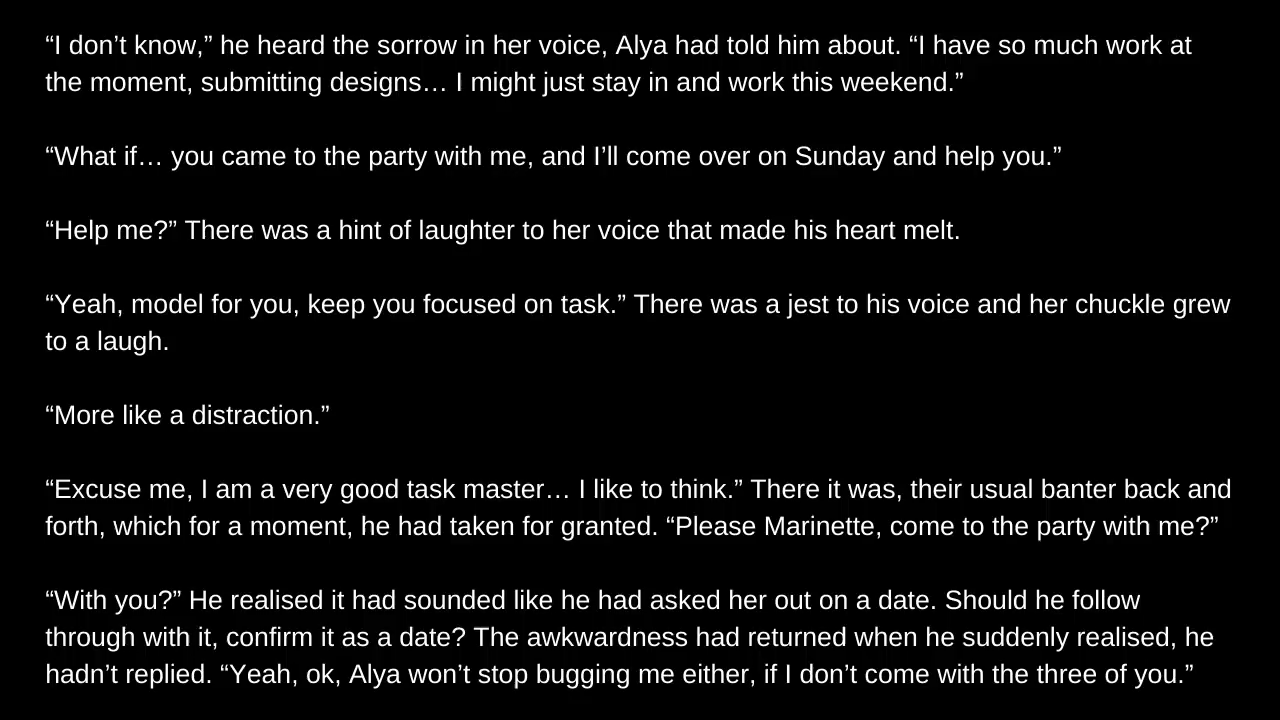 “I don’t know,” he heard the sorrow in her voice, Alya had told him about. “I have so much work at
the moment, submitting designs… I might just stay in and work this weekend.”
“What if… you came to the party with me, and I’ll come over on Sunday and help you.”
“Help me?” There was a hint of laughter to her voice that made his heart melt.
“Yeah, model for you, keep you focused on task.” There was a jest to his voice and her chuckle grew
to a laugh.
“More like a distraction.”
“Excuse me, I am a very good task master… I like to think.” There it was, their usual banter back and
forth, which for a moment, he had taken for granted. “Please Marinette, come to the party with me?”
“With you?” He realised it had sounded like he had asked her out on a date. Should he follow
through with it, confirm it as a date? The awkwardness had returned when he suddenly realised, he
hadn’t replied. “Yeah, ok, Alya won’t stop bugging me either, if I don’t come with the three of you.”